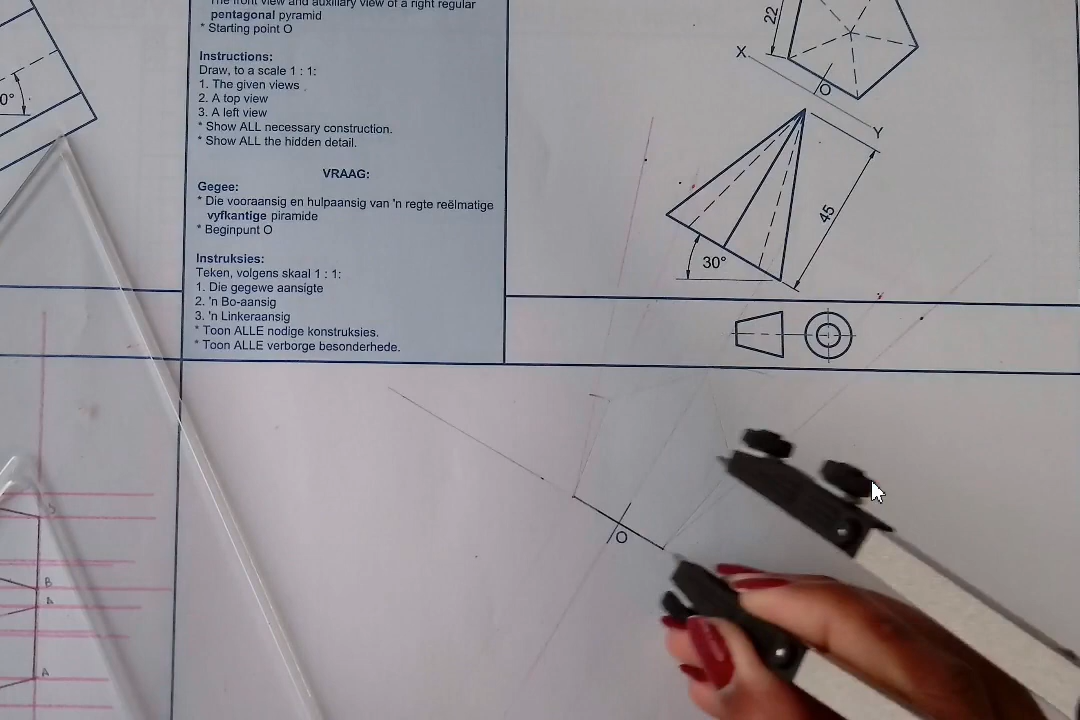 The front view and auxiliary view of a right regular
pentagonal pyramid
* Starting point O
Instructions:
Draw, to a scale 1 : 1:
1. The given views
2. A top view
3. A left view
* Show ALL necessary construction.
* Show ALL the hidden detail.
VRAAG:
Gegee:
* Die vooraansig en hulpaansig van 'n regte reëlmatige
vyfkantige piramide
* Beginpunt O
Instruksies:
Teken, volgens skaal 1 : 1:
1. Die gegewe aansigte
2. 'n Bo-aansig
3. 'n Linkeraansig
* Toon ALLE nodige konstruksies.
* Toon ALLE verborge besonderhede.
22
X
O
Y
45
30°
0°
O
B
A